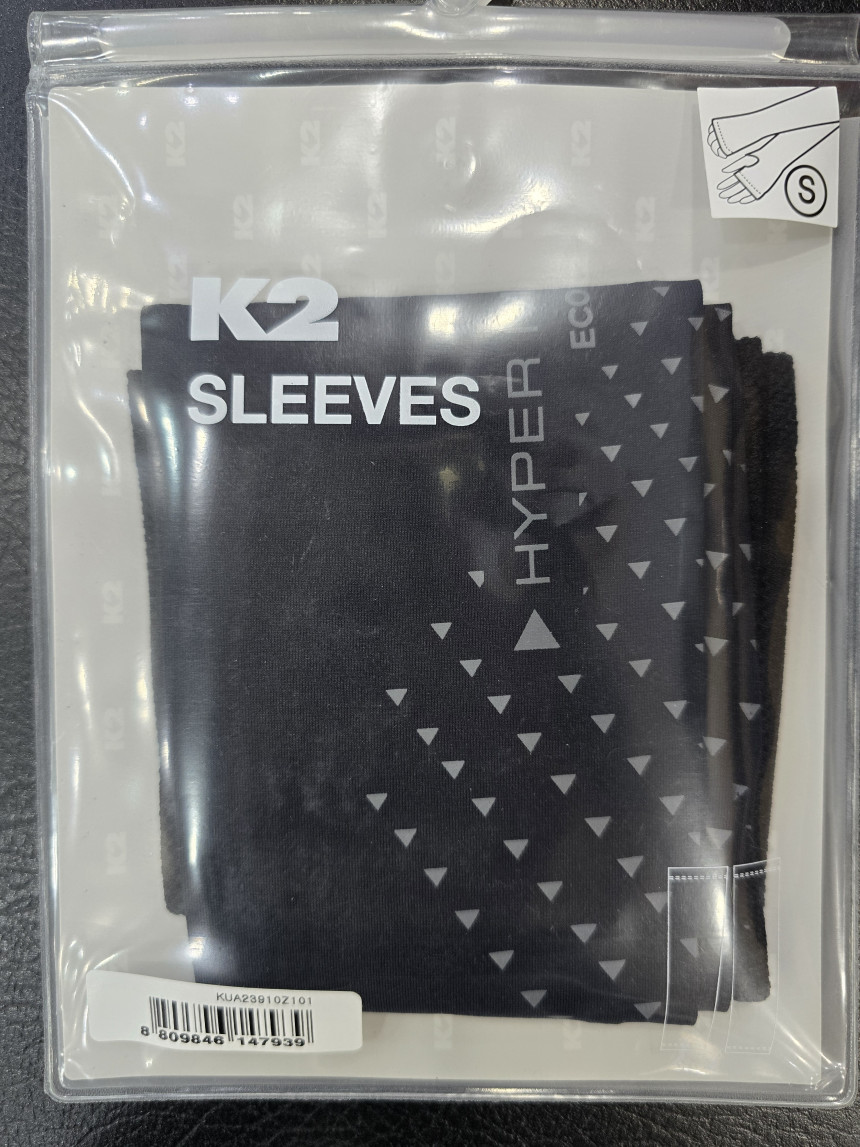 S
K2
SLEEVES
HYPER
ECO
KUA23910Z101
8 809846 147939